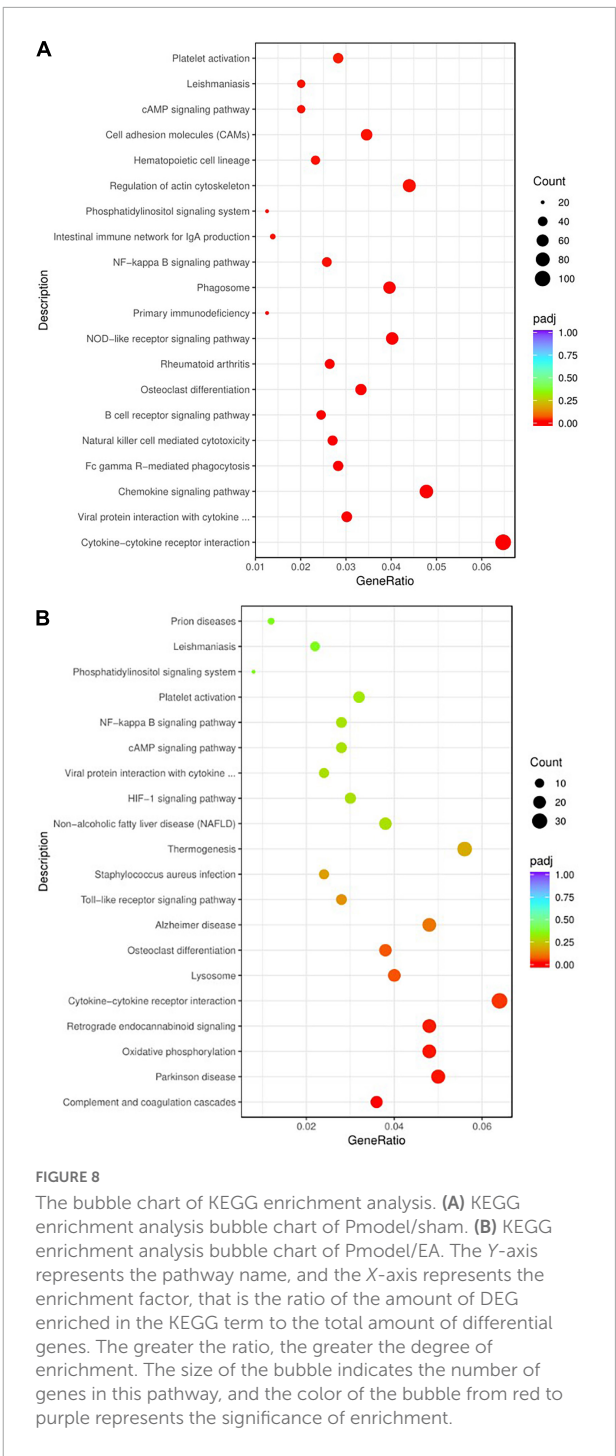 A
Platelet activation
Leishmaniasis
cAMP signaling pathway
Cell adhesion molecules (CAMs)
Hematopoietic cell lineage
Regulation of actin cytoskeleton
Phosphatidylinositol signaling system
Intestinal immune network for IgA production
NF−kappa B signaling pathway
Phagosome
Primary immunodeficiency
NOD−like receptor signaling pathway
Rheumatoid arthritis
Osteoclast differentiation
B cell receptor signaling pathway
Natural killer cell mediated cytotoxicity
Fc gamma R−mediated phagocytosis
Chemokine signaling pathway
Viral protein interaction with cytokine ...
Cytokine−cytokine receptor interaction
Description
0.01 0.02 0.03 0.04 0.05 0.06
GeneRatio
Count
20
40
60
80
100
padj
1.00
0.75
0.50
0.25
0.00
B
Prion diseases
Leishmaniasis
Phosphatidylinositol signaling system
Platelet activation
NF−kappa B signaling pathway
cAMP signaling pathway
Viral protein interaction with cytokine ...
HIF−1 signaling pathway
Non−alcoholic fatty liver disease (NAFLD)
Thermogenesis
Staphylococcus aureus infection
Toll−like receptor signaling pathway
Alzheimer disease
Osteoclast differentiation
Lysosome
Cytokine−cytokine receptor interaction
Retrograde endocannabinoid signaling
Oxidative phosphorylation
Parkinson disease
Complement and coagulation cascades
Description
0.02 0.04 0.06
GeneRatio
Count
10
20
30
padj
1.00
0.75
0.50
0.25
0.00
FIGURE 8
The bubble chart of KEGG enrichment analysis. (A) KEGG
enrichment analysis bubble chart of Pmodel/sham. (B) KEGG
enrichment analysis bubble chart of Pmodel/EA. The Y-axis
represents the pathway name, and the X-axis represents the
enrichment factor, that is the ratio of the amount of DEG
enriched in the KEGG term to the total amount of differential
genes. The greater the ratio, the greater the degree of
enrichment. The size of the bubble indicates the number of
genes in this pathway, and the color of the bubble from red to
purple represents the significance of enrichment.